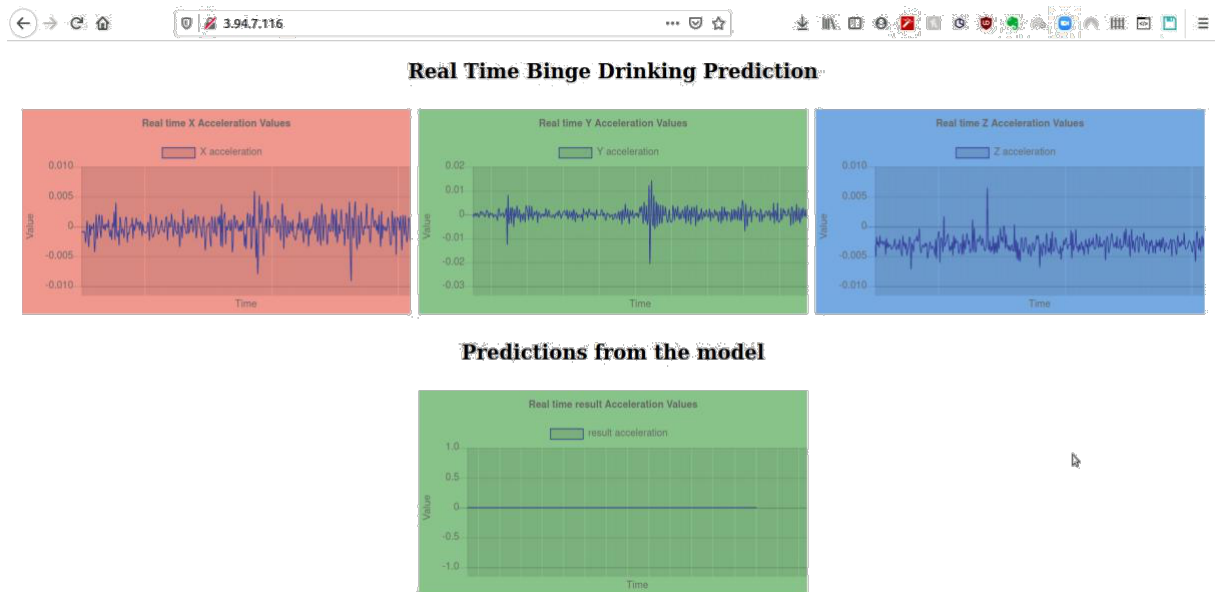 3.94.7.116
Real Time Binge Drinking Prediction
Real time X Acceleration Values
X acceleration
0.010
0.005
0
-0.005
-0.010
Value
Time
Real time Y Acceleration Values
Y acceleration
0.02
0.01
0
-0.01
-0.02
-0.03
Value
Time
Real time Z Acceleration Values
Z acceleration
0.010
0.005
0
-0.005
-0.010
Value
Time
Predictions from the model
Real time result Acceleration Values
result acceleration
1.0
0.5
0
-0.5
-1.0
Value
Time